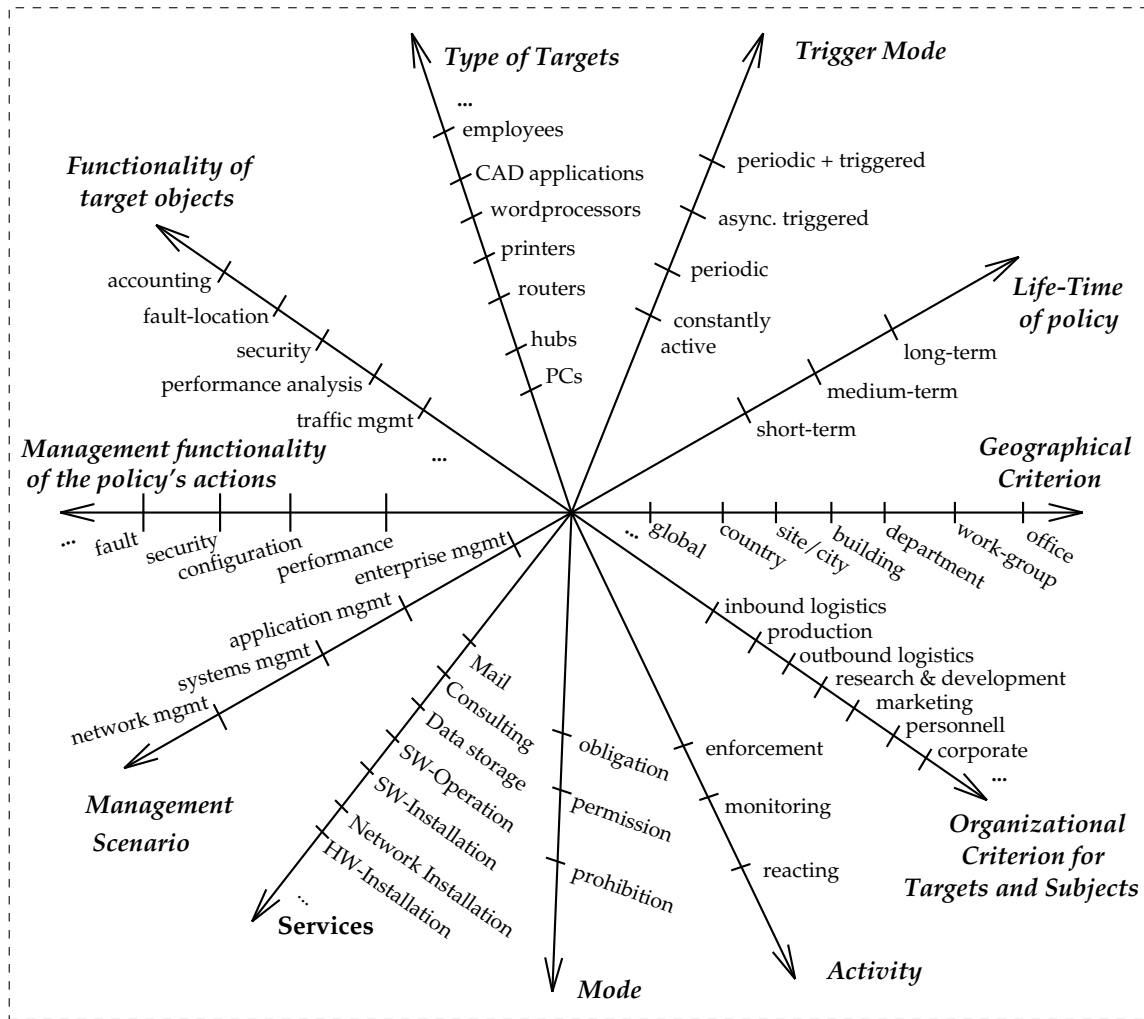 Type of Targets
...
employees
CAD applications
wordprocessors
printers
routers
hubs
PCs
Trigger Mode
periodic + triggered
async. triggered
periodic
constantly
active
Functionality of
target objects
accounting
fault-location
security
performance analysis
traffic mgmt
...
Life-Time
of policy
long-term
medium-term
short-term
Management functionality
of the policy's actions
... fault
security
configuration
performance
Geographical
Criterion
... global
country
site/city
building
department
work-group
office
enterprise mgmt
application mgmt
systems mgmt
network mgmt
Management
Scenario
Mail
Consulting
Data storage
SW-Operation
SW-Installation
Network Installation
HW-Installation
...
Services
obligation
permission
prohibition
Mode
enforcement
monitoring
reacting
Activity
inbound logistics
production
outbound logistics
research & development
marketing
personnell
corporate
...
Organizational
Criterion for
Targets and Subjects